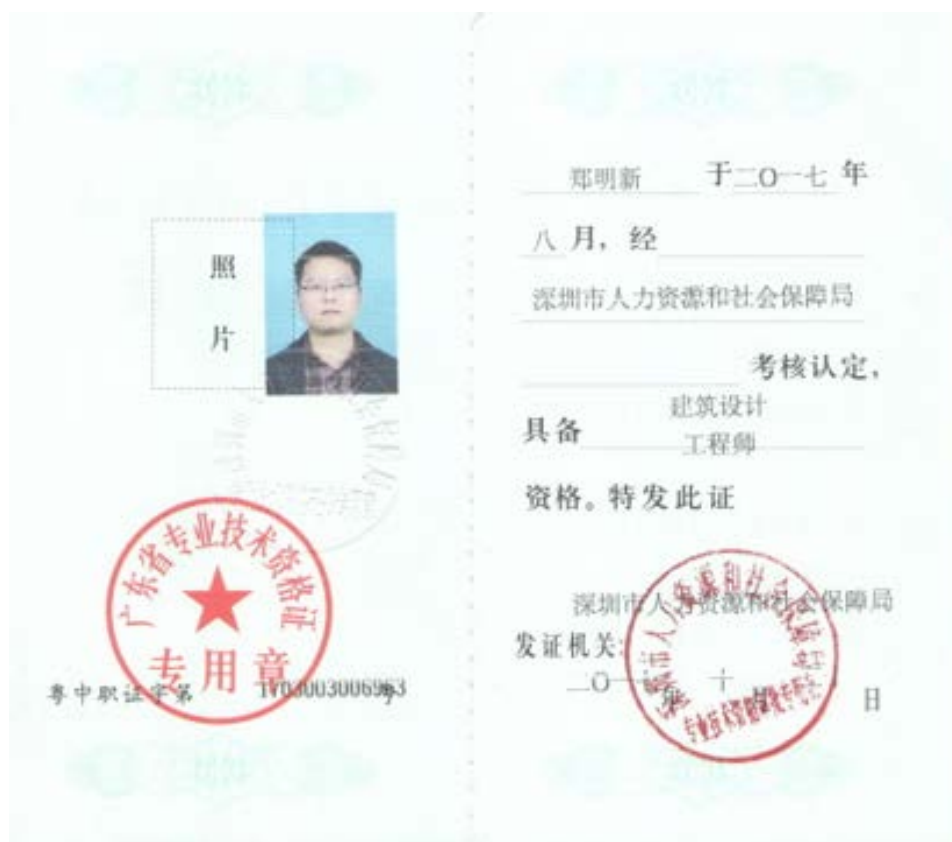 照
片
广东省专业技术资格证
专用章
粤中职证字第 1703003006963 号
郑明新 于二O一七 年
八 月，经
深圳市人力资源和社会保障局
考核认定，
建筑设计
具备 工程师
资格。特发此证
深圳市人力资源和社会保障局
发证机关：
年 十 月 日